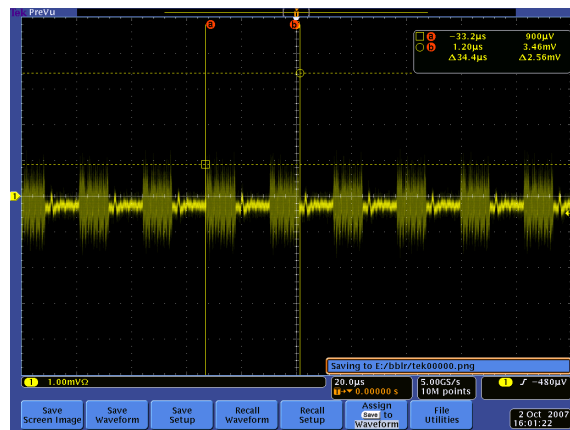 Tek PreVu
a
b
a −33.2μs 900μV
b 1.20μs 3.46mV
Δ34.4μs Δ2.56mV
1
Saving to E:/bblr/tek00000.png
1 1.00mVΩ
20.0μs
T→▼ 0.00000 s
5.00GS/s
10M points
1 −480μV
Save Screen Image
Save Waveform
Save Setup
Recall Waveform
Recall Setup
Assign Save to Waveform
File Utilities
2 Oct 2007
16:01:22